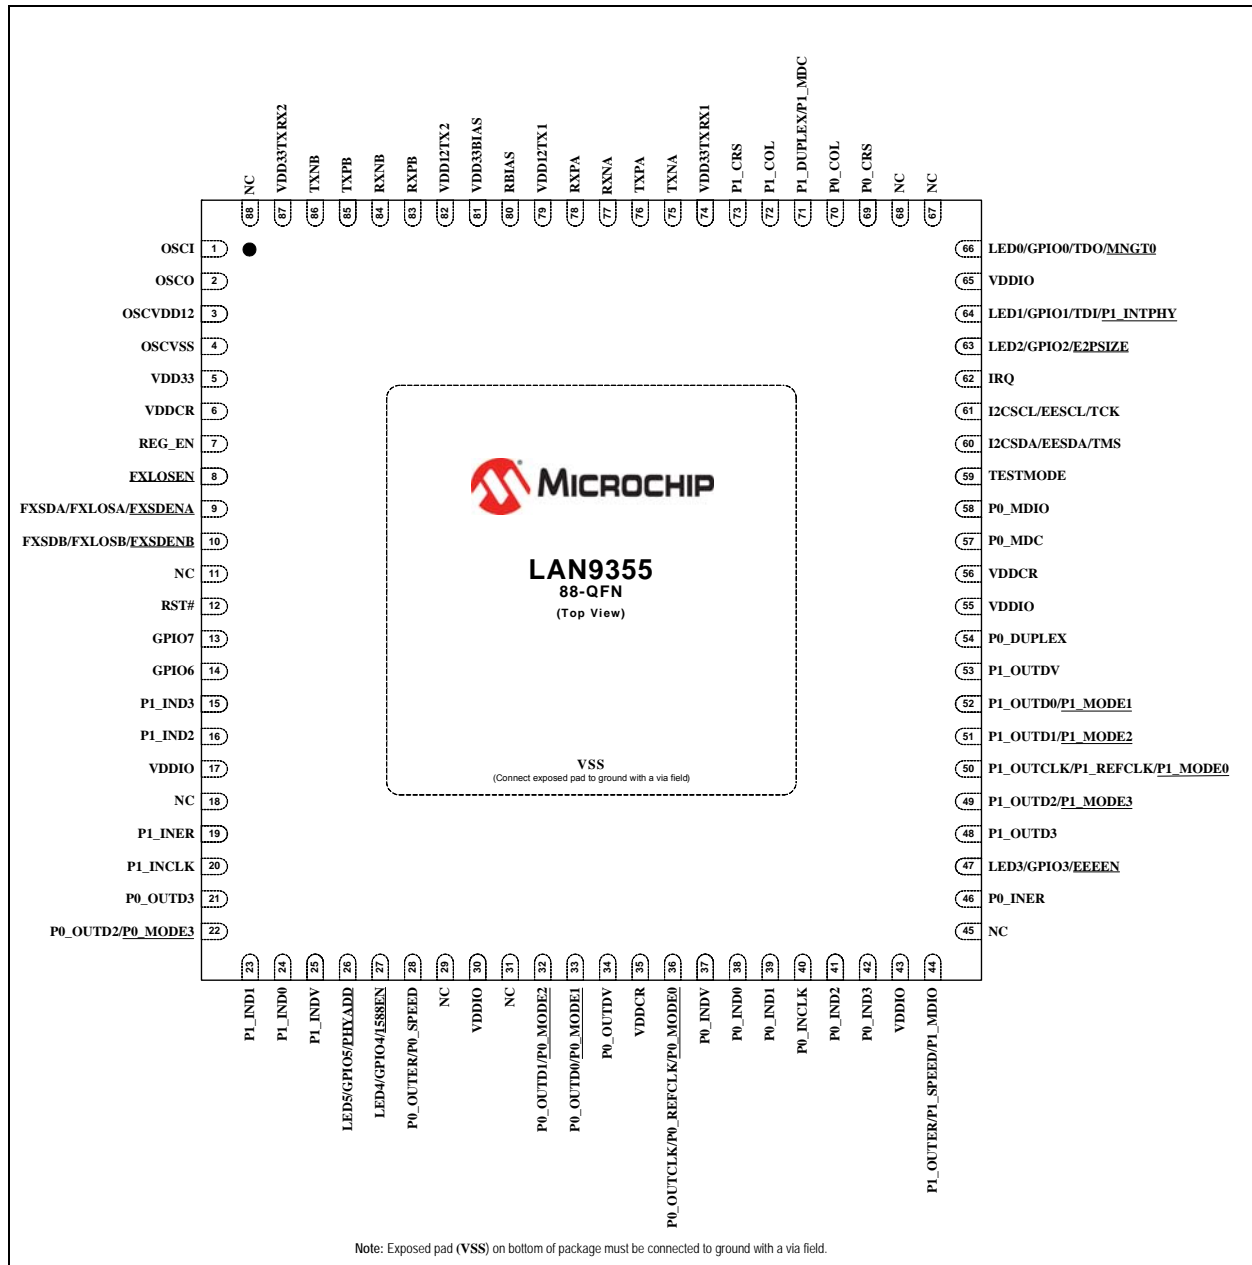 NC
VDD33TXRX2
TXNB
TXPB
RXNB
RXPB
VDD12TX2
VDD33BIAS
RBIAS
VDD12TX1
RXPA
RXNA
TXPA
TXNA
VDD33TXRX1
P1_CRS
P1_COL
P1_DUPLEX/P1_MDC
P0_COL
P0_CRS
NC
NC
88 87 86 85 84 83 82 81 80 79 78 77 76 75 74 73 72 71 70 69 68 67
OSCI 1
OSCO 2
OSCVDD12 3
OSCVSS 4
VDD33 5
VDDCR 6
REG_EN 7
FXLOSEN 8
FXSDA/FXLOSA/FXSDENA 9
FXSDB/FXLOSB/FXSDENB 10
NC 11
RST# 12
GPIO7 13
GPIO6 14
P1_IND3 15
P1_IND2 16
VDDIO 17
NC 18
P1_INER 19
P1_INCLK 20
P0_OUTD3 21
P0_OUTD2/P0_MODE3 22
MICROCHIP
LAN9355
88-QFN
(Top View)
VSS
(Connect exposed pad to ground with a via field)
66 LED0/GPIO0/TDO/MNGT0
65 VDDIO
64 LED1/GPIO1/TDI/P1_INTPHY
63 LED2/GPIO2/E2PSIZE
62 IRQ
61 I2CSCL/EESCL/TCK
60 I2CSDA/EESDA/TMS
59 TESTMODE
58 P0_MDIO
57 P0_MDC
56 VDDCR
55 VDDIO
54 P0_DUPLEX
53 P1_OUTDV
52 P1_OUTD0/P1_MODE1
51 P1_OUTD1/P1_MODE2
50 P1_OUTCLK/P1_REFCLK/P1_MODE0
49 P1_OUTD2/P1_MODE3
48 P1_OUTD3
47 LED3/GPIO3/EEEEN
46 P0_INER
45 NC
23 24 25 26 27 28 29 30 31 32 33 34 35 36 37 38 39 40 41 42 43 44
P1_IND1
P1_IND0
P1_INDV
LED5/GPIO5/PHYADD
LED4/GPIO4/1588EN
P0_OUTER/P0_SPEED
NC
VDDIO
NC
P0_OUTD1/P0_MODE2
P0_OUTD0/P0_MODE1
P0_OUTDV
VDDCR
P0_OUTCLK/P0_REFCLK/P0_MODE0
P0_INDV
P0_IND0
P0_IND1
P0_INCLK
P0_IND2
P0_IND3
VDDIO
P1_OUTER/P1_SPEED/P1_MDIO
Note: Exposed pad (VSS) on bottom of package must be connected to ground with a via field.